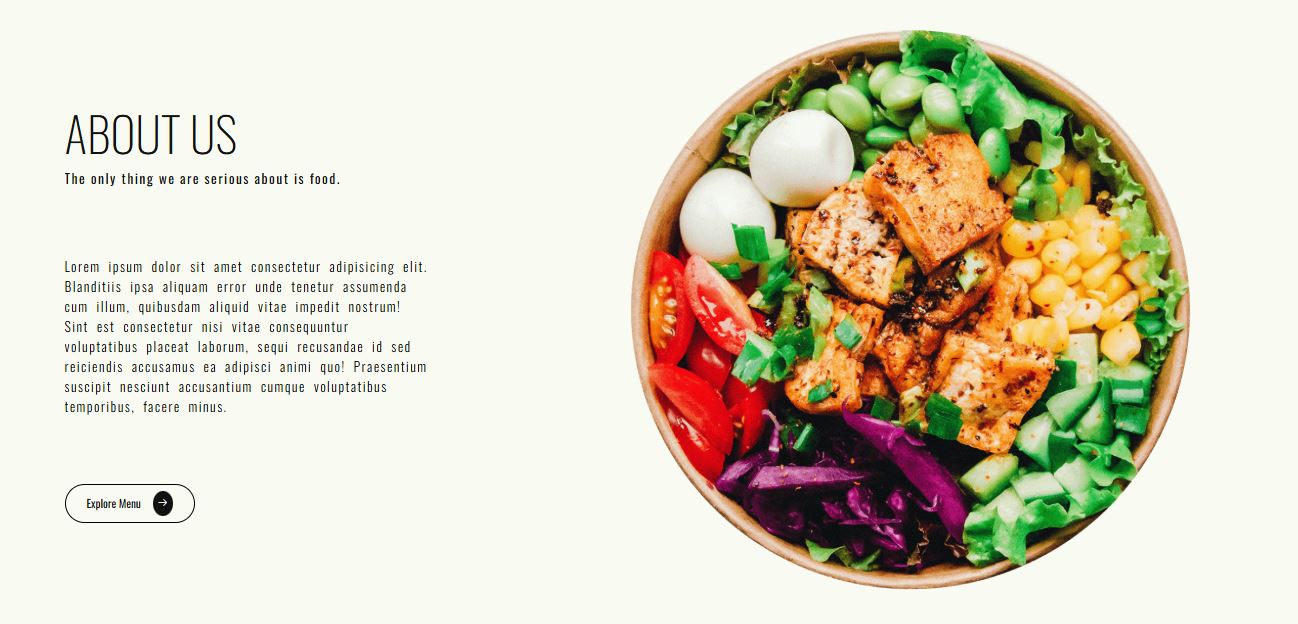 ABOUT US
The only thing we are serious about is food.
Lorem ipsum dolor sit amet consectetur adipisicing elit.
Blanditiis ipsa aliquam error unde tenetur assumenda
cum illum, quibusdam aliquid vitae impedit nostrum!
Sint est consectetur nisi vitae consequuntur
voluptatibus placeat laborum, sequi recusandae id sed
reiciendis accusamus ea adipisci animi quo! Praesentium
suscipit nesciunt accusantium cumque voluptatibus
temporibus, facere minus.
Explore Menu